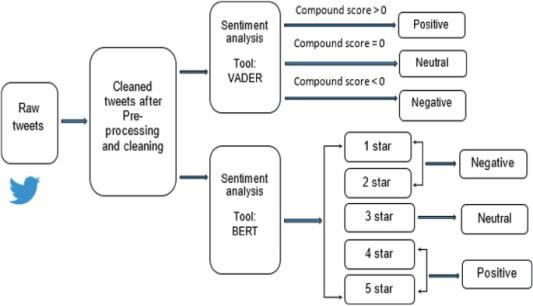 Raw
tweets
Cleaned
tweets after
Pre-
processing
and cleaning
Sentiment
analysis
Tool:
VADER
Compound score > 0
Positive
Compound score = 0
Neutral
Compound score < 0
Negative
Sentiment
analysis
Tool:
BERT
1 star
2 star
Negative
3 star
Neutral
4 star
5 star
Positive